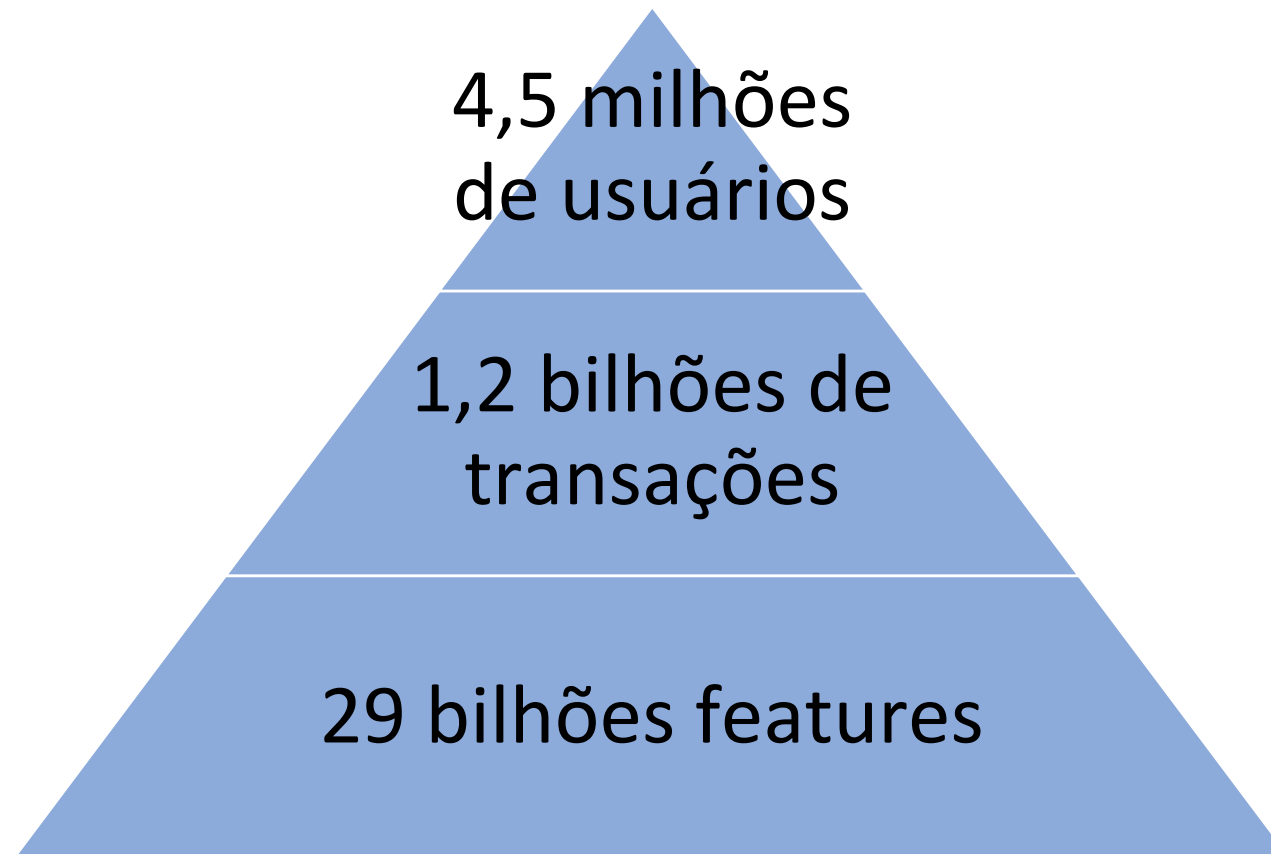 4,5 milhões
de usuários
1,2 bilhões de
transações
29 bilhões features